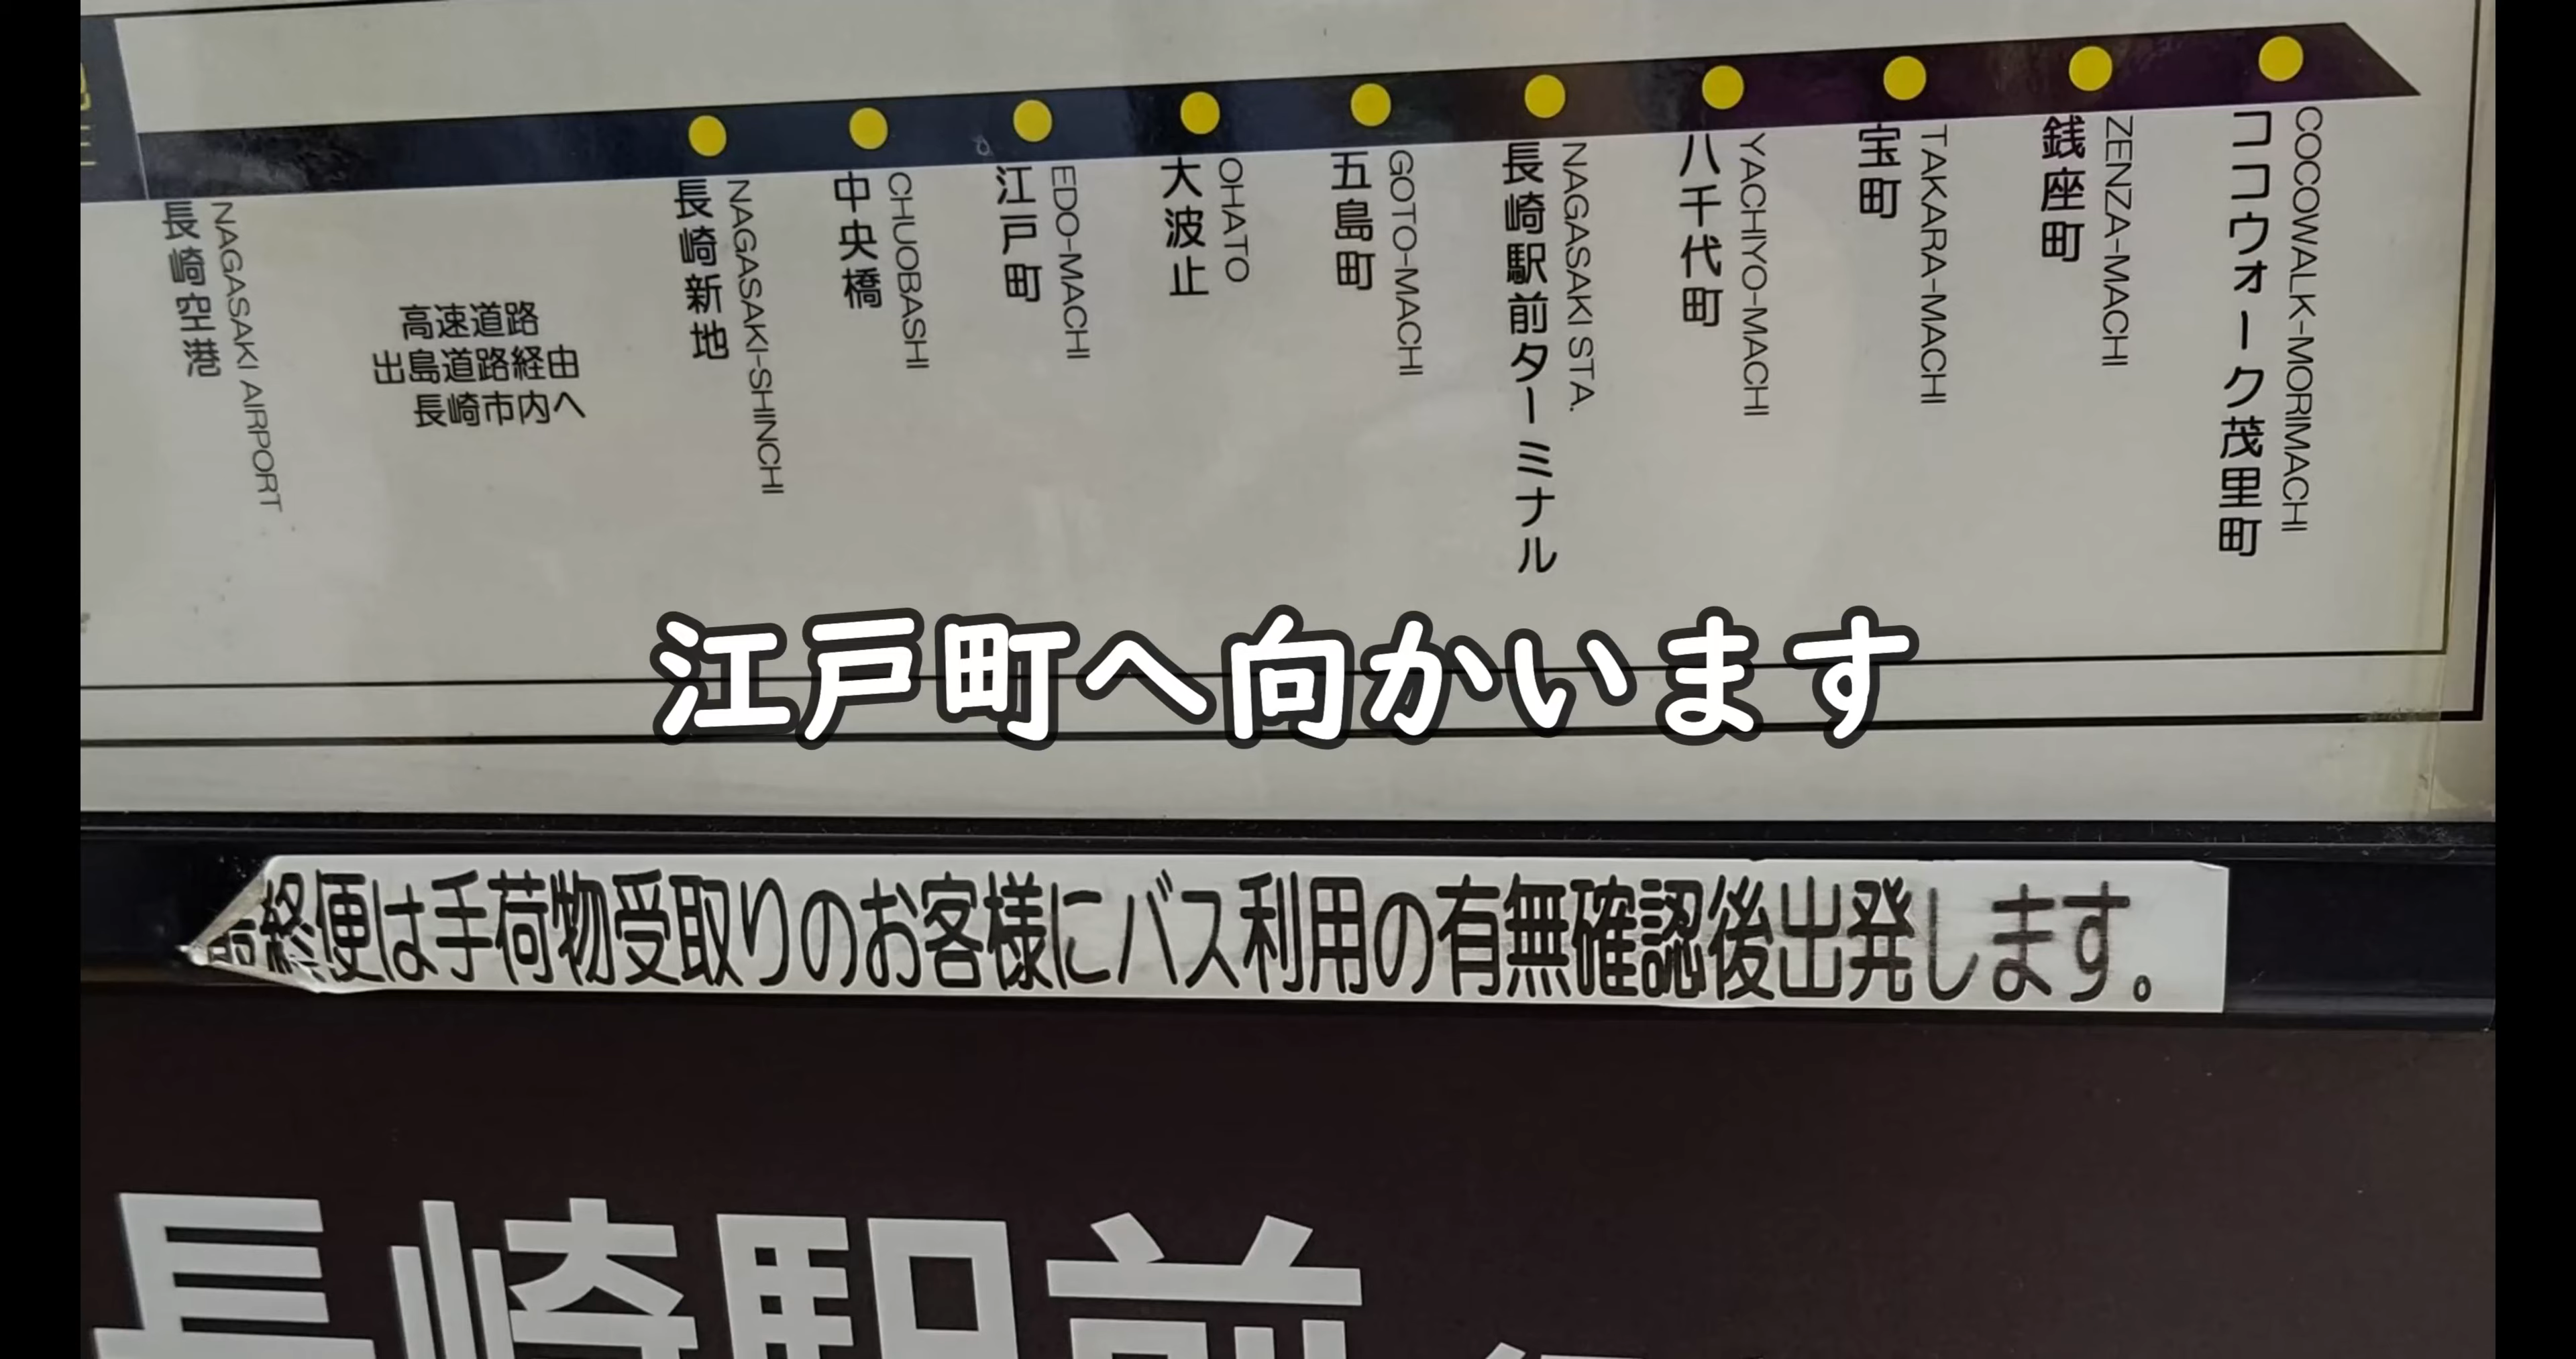 長崎空港
NAGASAKI AIRPORT
高速道路
出島道路経由
長崎市内へ
長崎新地
NAGASAKI-SHINCHI
中央橋
CHUOBASHI
江戸町
EDO-MACHI
大波止
OHATO
五島町
GOTO-MACHI
長崎駅前ターミナル
NAGASAKI STA.
八千代町
YACHIYO-MACHI
宝町
TAKARA-MACHI
銭座町
ZENZA-MACHI
ココウォーク茂里町
COCOWALK-MORIMACHI
江戸町へ向かいます
最終便は手荷物受取りのお客様にバス利用の有無確認後出発します。
長崎駅前